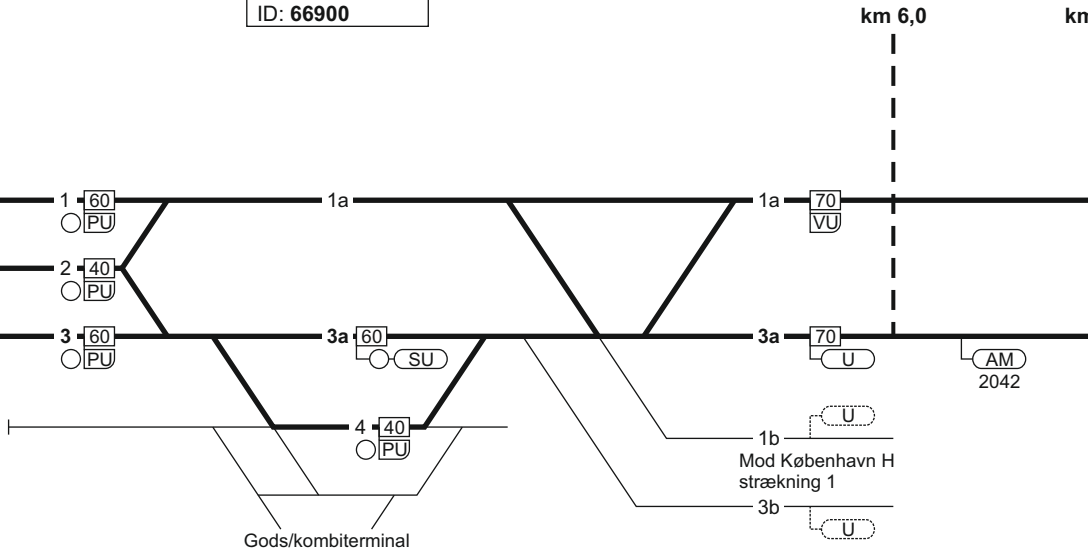 ID: 66900
km 6,0
km
1 60
PU
1a
1a 70
VU
2 40
PU
3 60
PU
3a 60
SU
3a 70
U
AM
2042
4 40
PU
U
1b
Mod København H
strækning 1
3b
U
Gods/kombiterminal